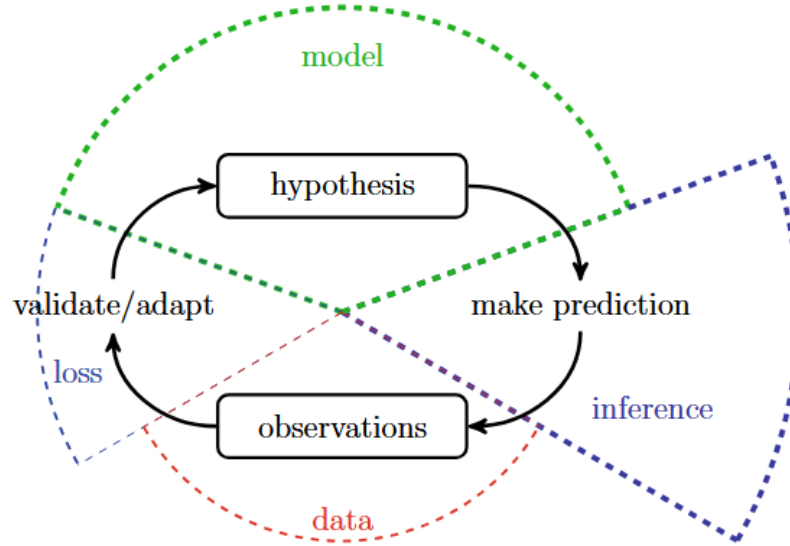 model
hypothesis
validate/adapt
make prediction
loss
inference
observations
data